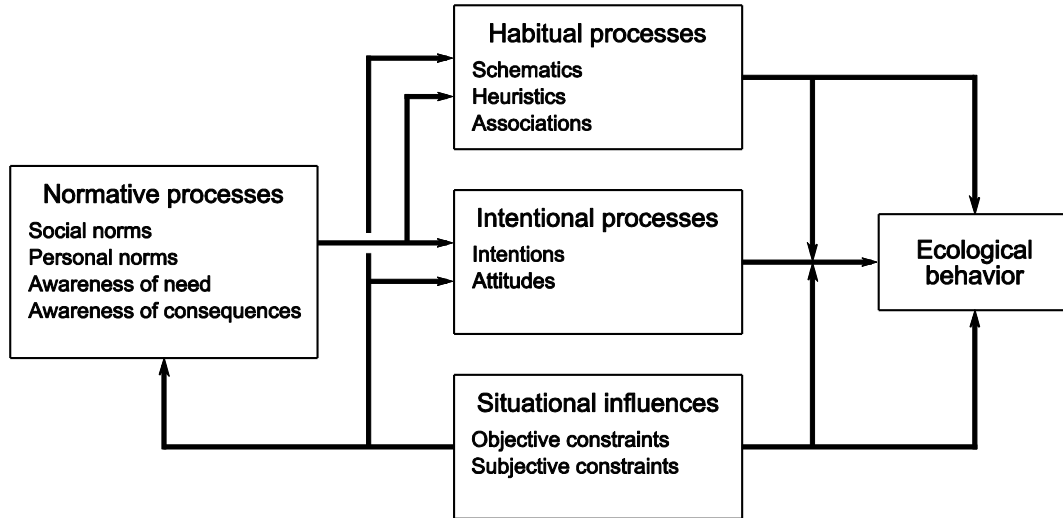 Habitual processes
Schematics
Heuristics
Associations
Normative processes
Social norms
Personal norms
Awareness of need
Awareness of consequences
Intentional processes
Intentions
Attitudes
Ecological
behavior
Situational influences
Objective constraints
Subjective constraints